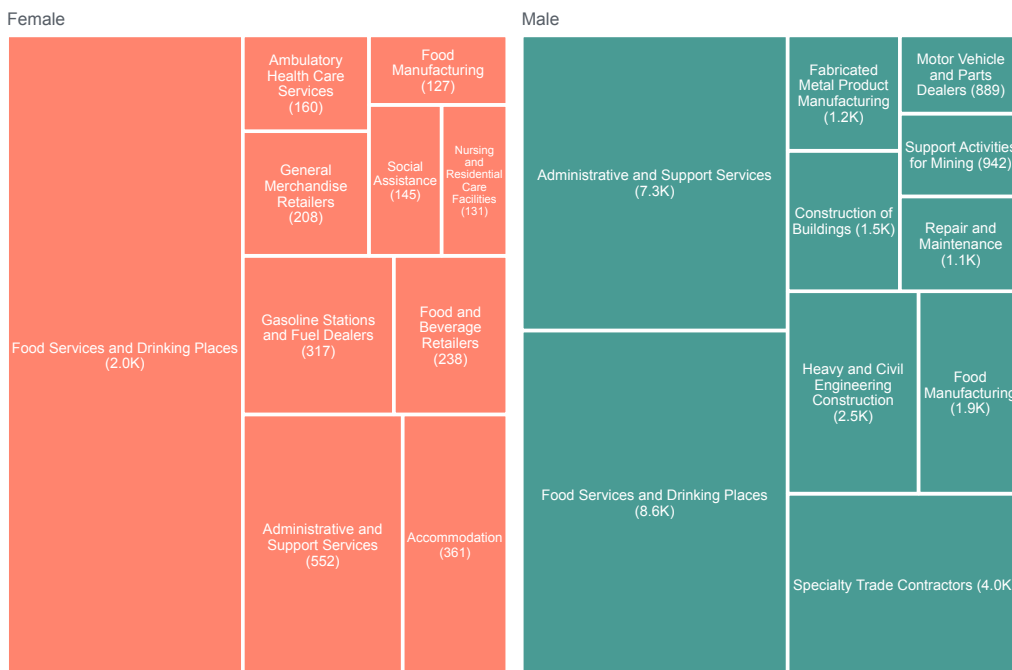 Female
Food Services and Drinking Places
(2.0K)
Ambulatory
Health Care
Services
(160)
Food
Manufacturing
(127)
General
Merchandise
Retailers
(208)
Social
Assistance
(145)
Nursing and
Residential
Care
Facilities
(131)
Gasoline Stations
and Fuel Dealers
(317)
Food and
Beverage
Retailers
(238)
Administrative and
Support Services
(552)
Accommodation
(361)
Male
Administrative and Support Services
(7.3K)
Food Services and Drinking Places
(8.6K)
Fabricated
Metal Product
Manufacturing
(1.2K)
Motor Vehicle
and Parts
Dealers (889)
Support Activities
for Mining (942)
Construction of
Buildings (1.5K)
Repair and
Maintenance
(1.1K)
Heavy and Civil
Engineering
Construction
(2.5K)
Food
Manufacturing
(1.9K)
Specialty Trade Contractors (4.0K